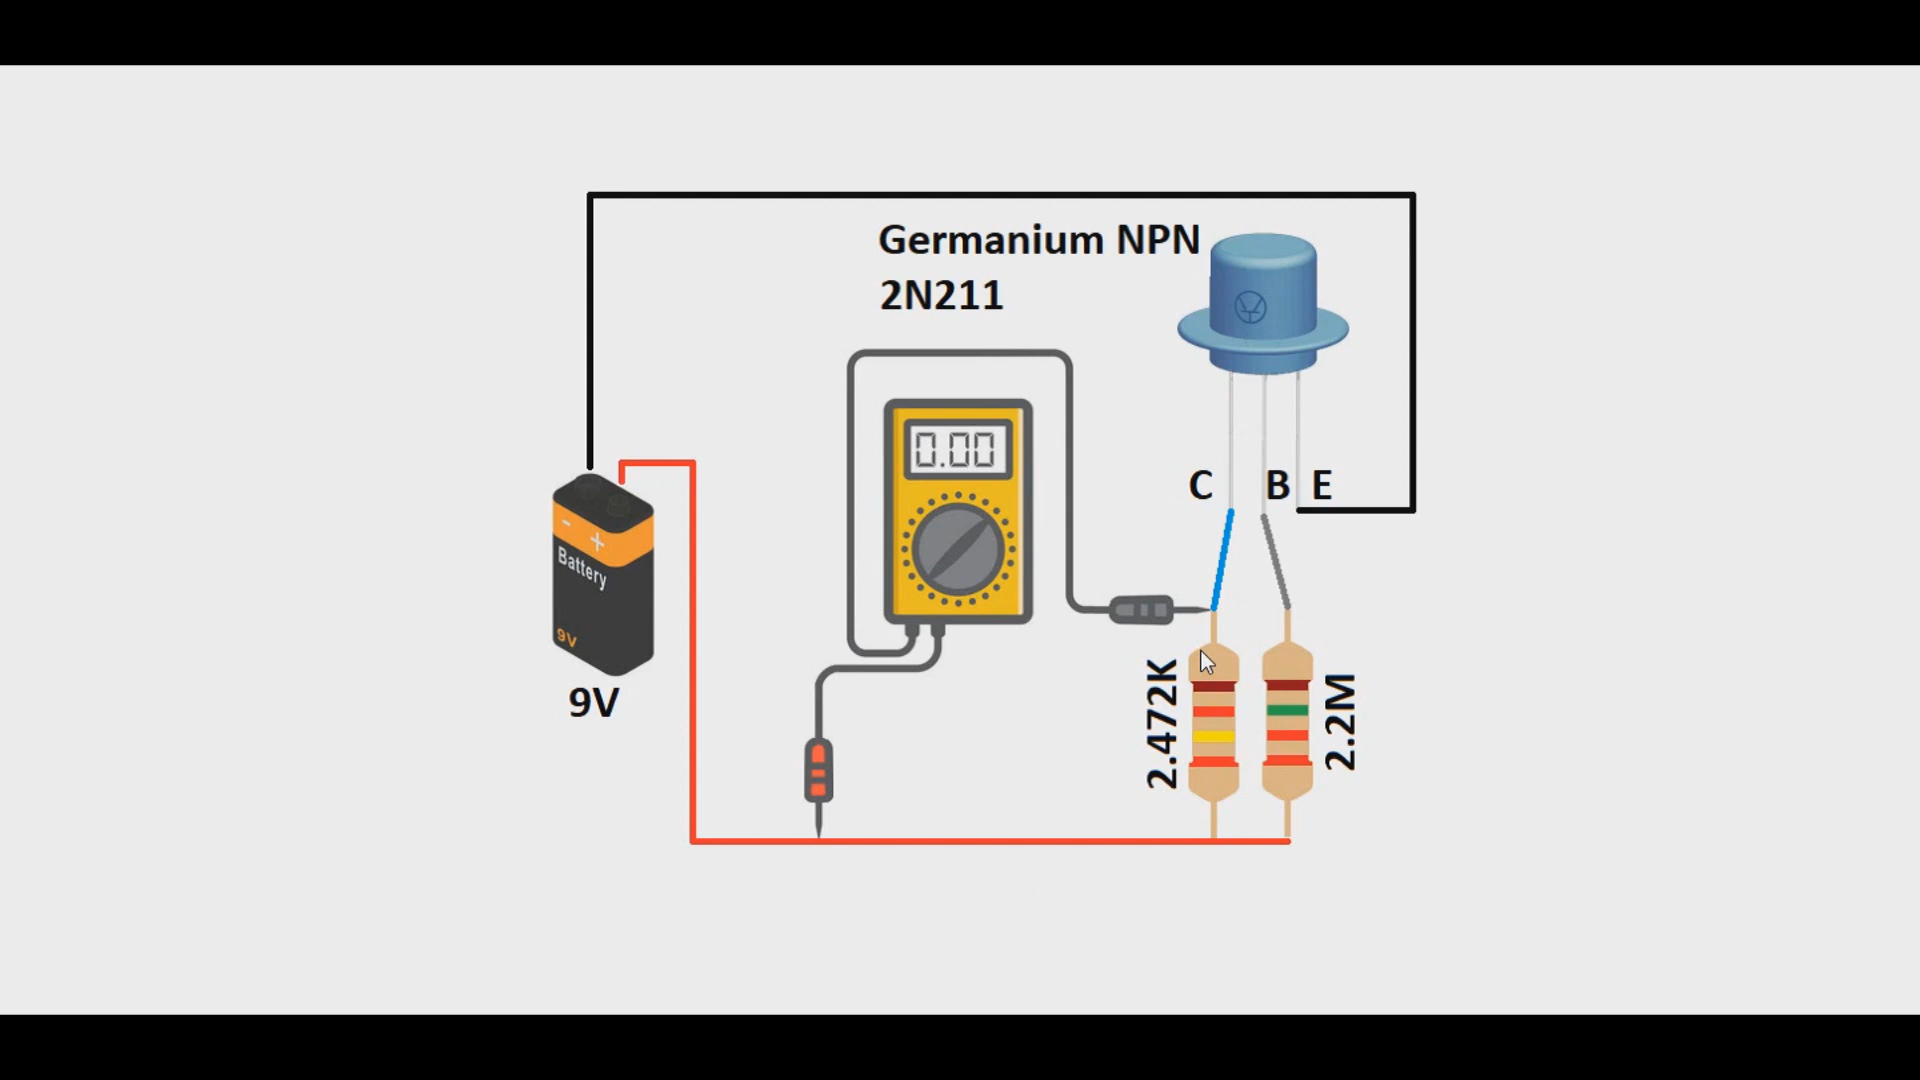 Germanium NPN
2N211
0.00
C B E
- +
Battery
9V
9V
2.472K
2.2M